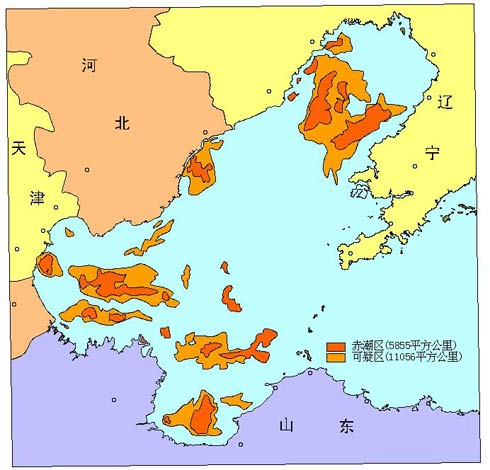 河
北
辽
宁
天
津
赤潮区(5855平方公里)
可疑区(11056平方公里)
山 东